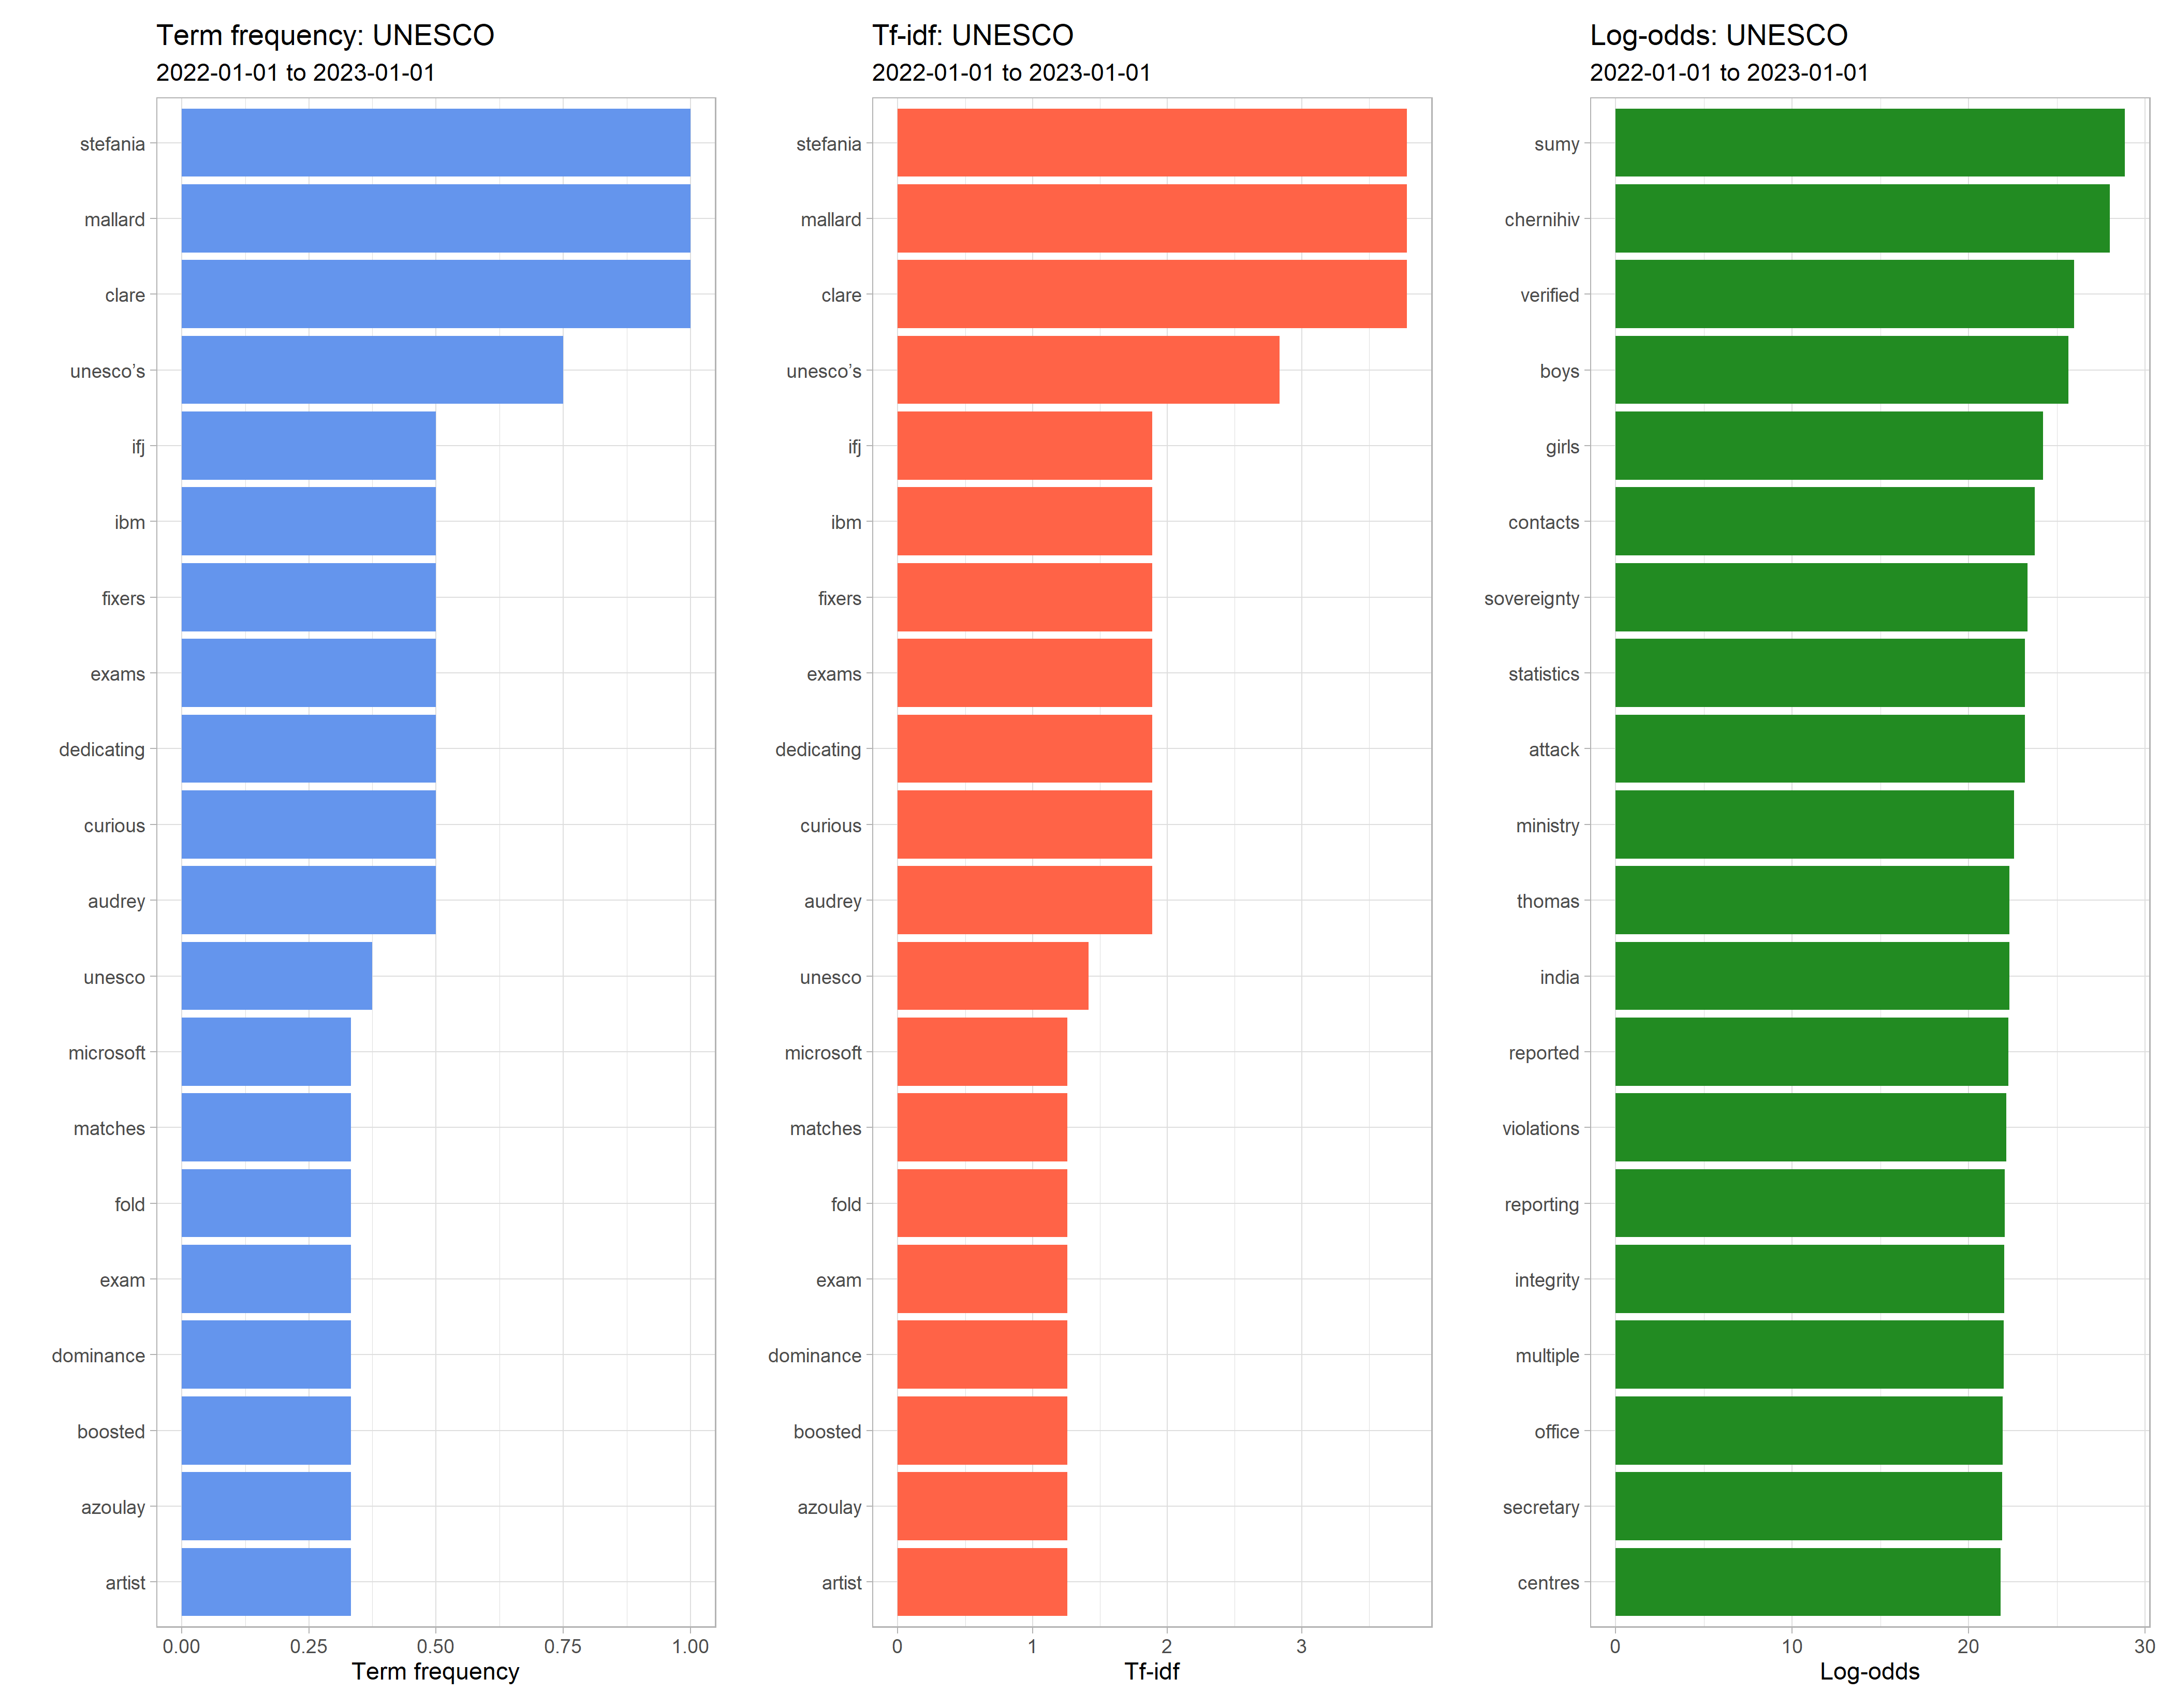 Term frequency: UNESCO
2022-01-01 to 2023-01-01
stefania
mallard
clare
unesco’s
ifj
ibm
fixers
exams
dedicating
curious
audrey
unesco
microsoft
matches
fold
exam
dominance
boosted
azoulay
artist
0.00 0.25 0.50 0.75 1.00
Term frequency
Tf-idf: UNESCO
2022-01-01 to 2023-01-01
stefania
mallard
clare
unesco’s
ifj
ibm
fixers
exams
dedicating
curious
audrey
unesco
microsoft
matches
fold
exam
dominance
boosted
azoulay
artist
0 1 2 3
Tf-idf
Log-odds: UNESCO
2022-01-01 to 2023-01-01
sumy
chernihiv
verified
boys
girls
contacts
sovereignty
statistics
attack
ministry
thomas
india
reported
violations
reporting
integrity
multiple
office
secretary
centres
0 10 20 30
Log-odds